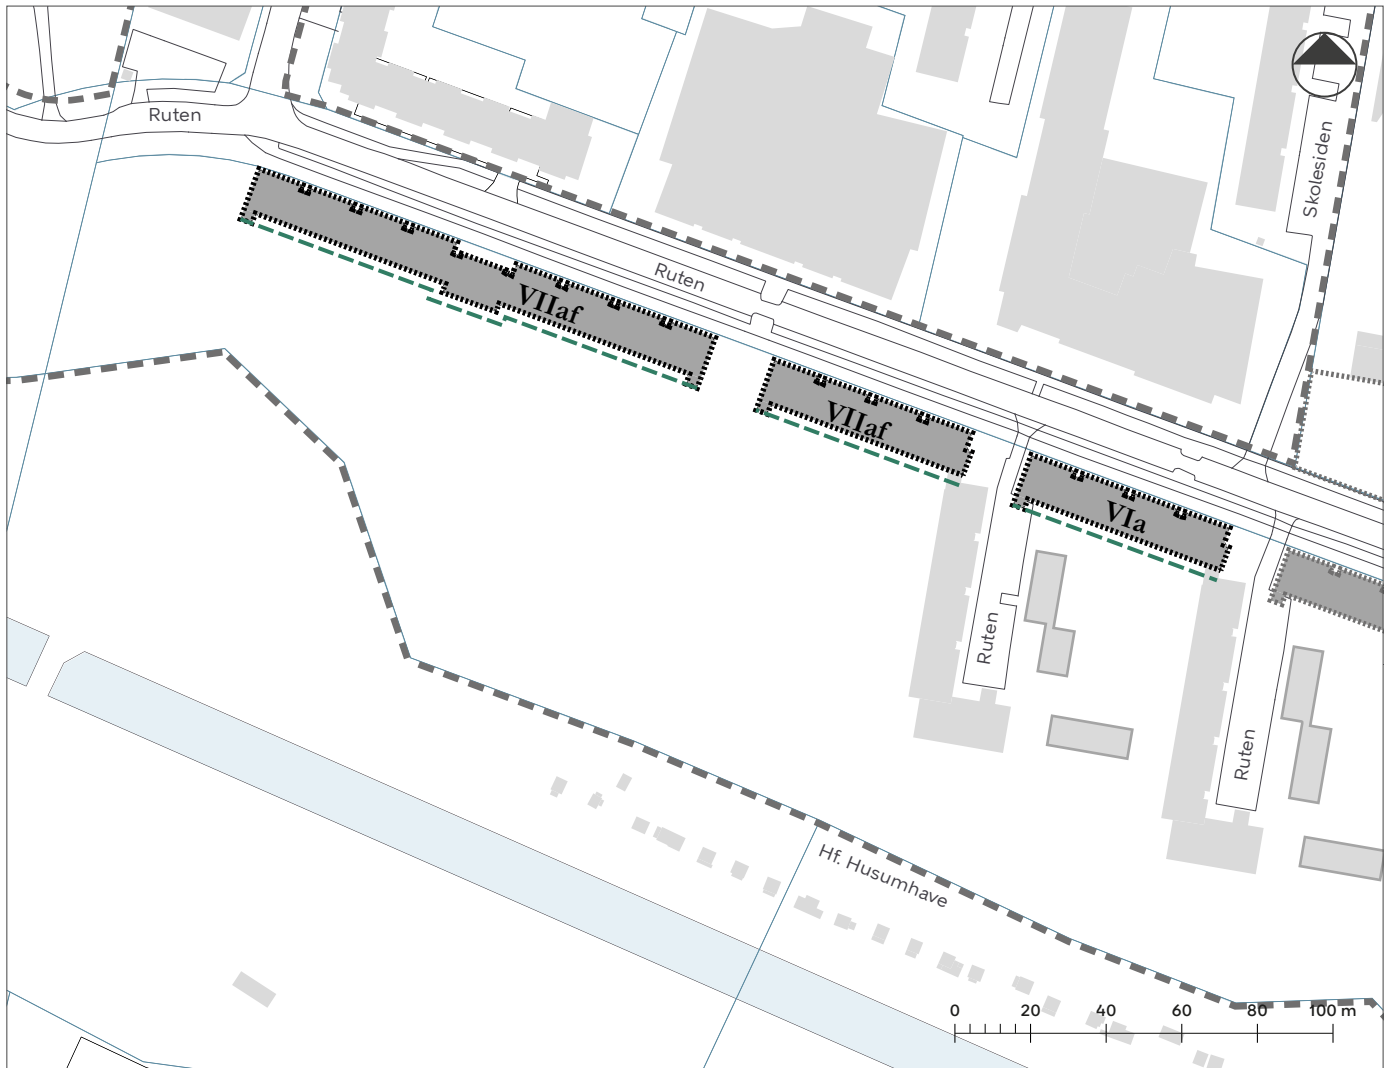 Ruten
Skolesiden
Ruten
VIIaf
VIIaf
VIa
Ruten
Ruten
Hf. Husumhave
0 20 40 60 80 100 m